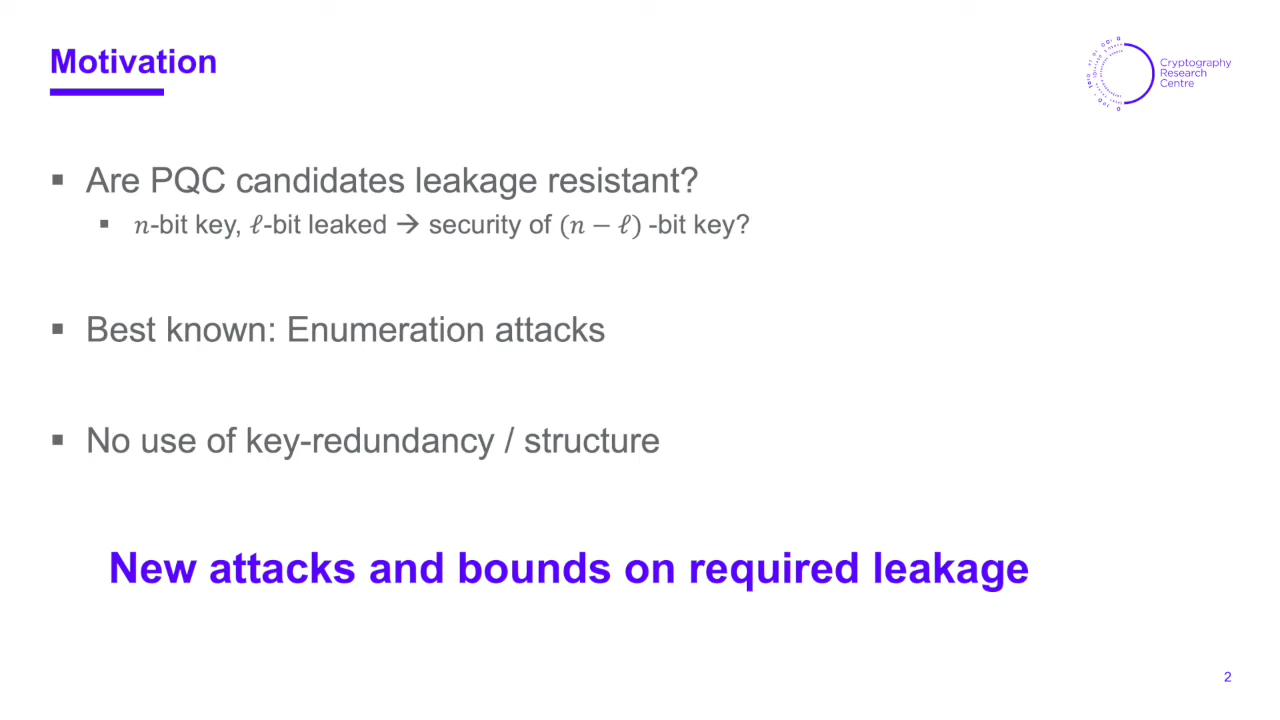 Motivation
Cryptography
Research
Centre
▪ Are PQC candidates leakage resistant?
▪ 𝑛-bit key, ℓ-bit leaked → security of (𝑛 − ℓ) -bit key?
▪ Best known: Enumeration attacks
▪ No use of key-redundancy / structure
New attacks and bounds on required leakage
2